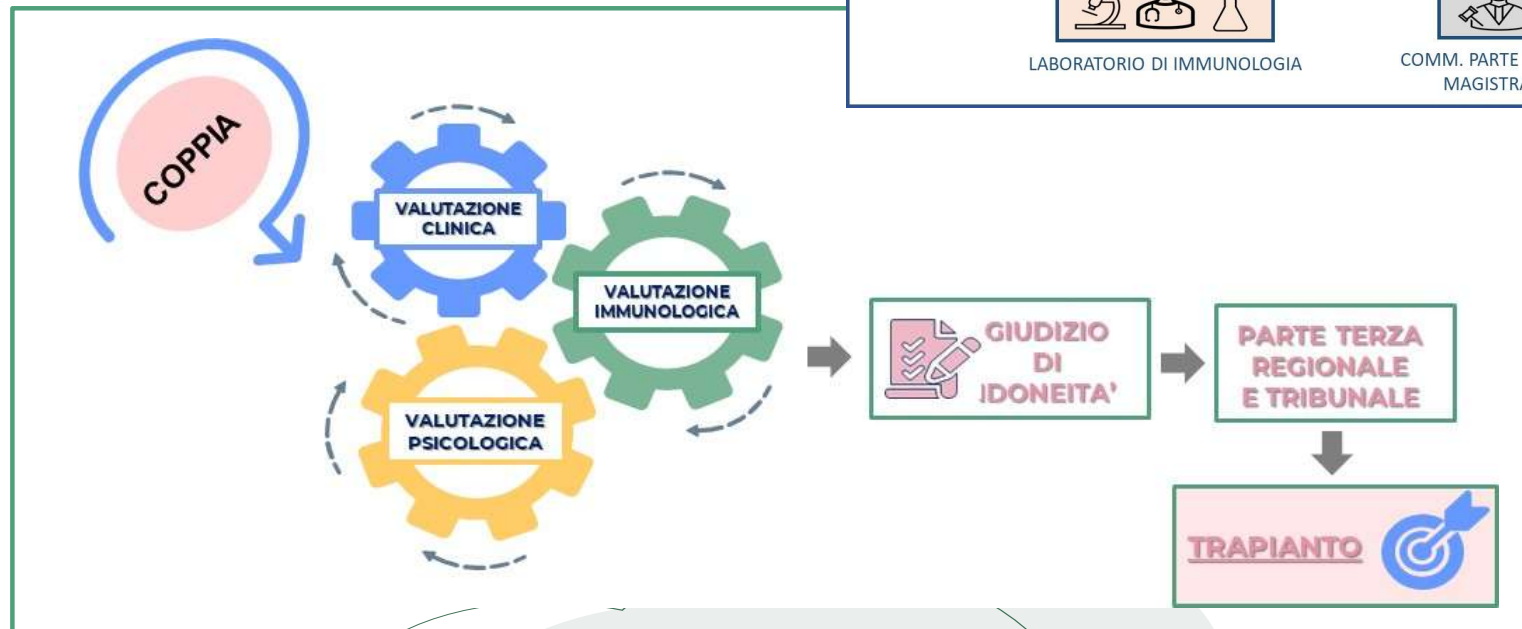 LABORATORIO DI IMMUNOLOGIA
COMM. PARTE
MAGISTRA
COPPIA
VALUTAZIONE
CLINICA
VALUTAZIONE
IMMUNOLOGICA
VALUTAZIONE
PSICOLOGICA
GIUDIZIO
DI
IDONEITA'
PARTE TERZA
REGIONALE
E TRIBUNALE
TRAPIANTO